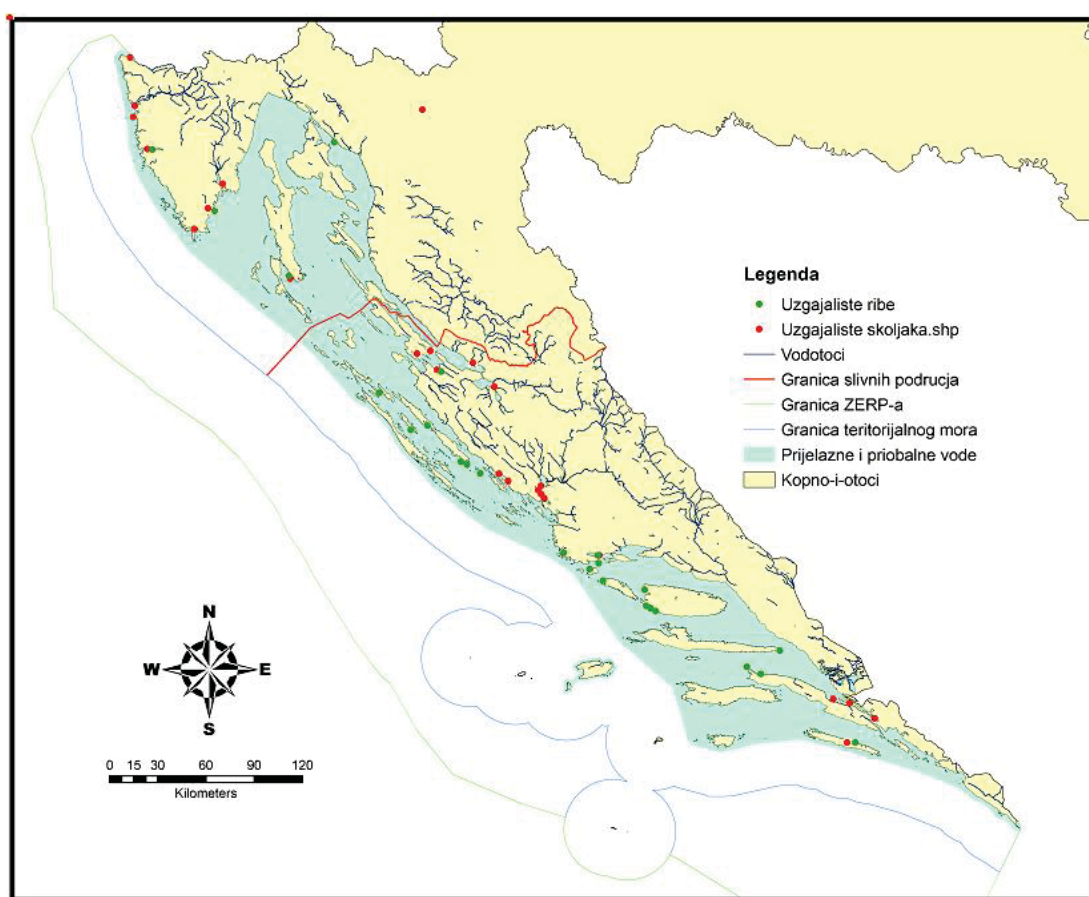 Legenda
Uzgajaliste ribe
Uzgajaliste skoljaka.shp
Vodotoci
Granica slivnih podrucja
Granica ZERP-a
Granica teritorijalnog mora
Prijelazne i priobalne vode
Kopno-i-otoci
N
W E
S
0 15 30 60 90 120
Kilometers